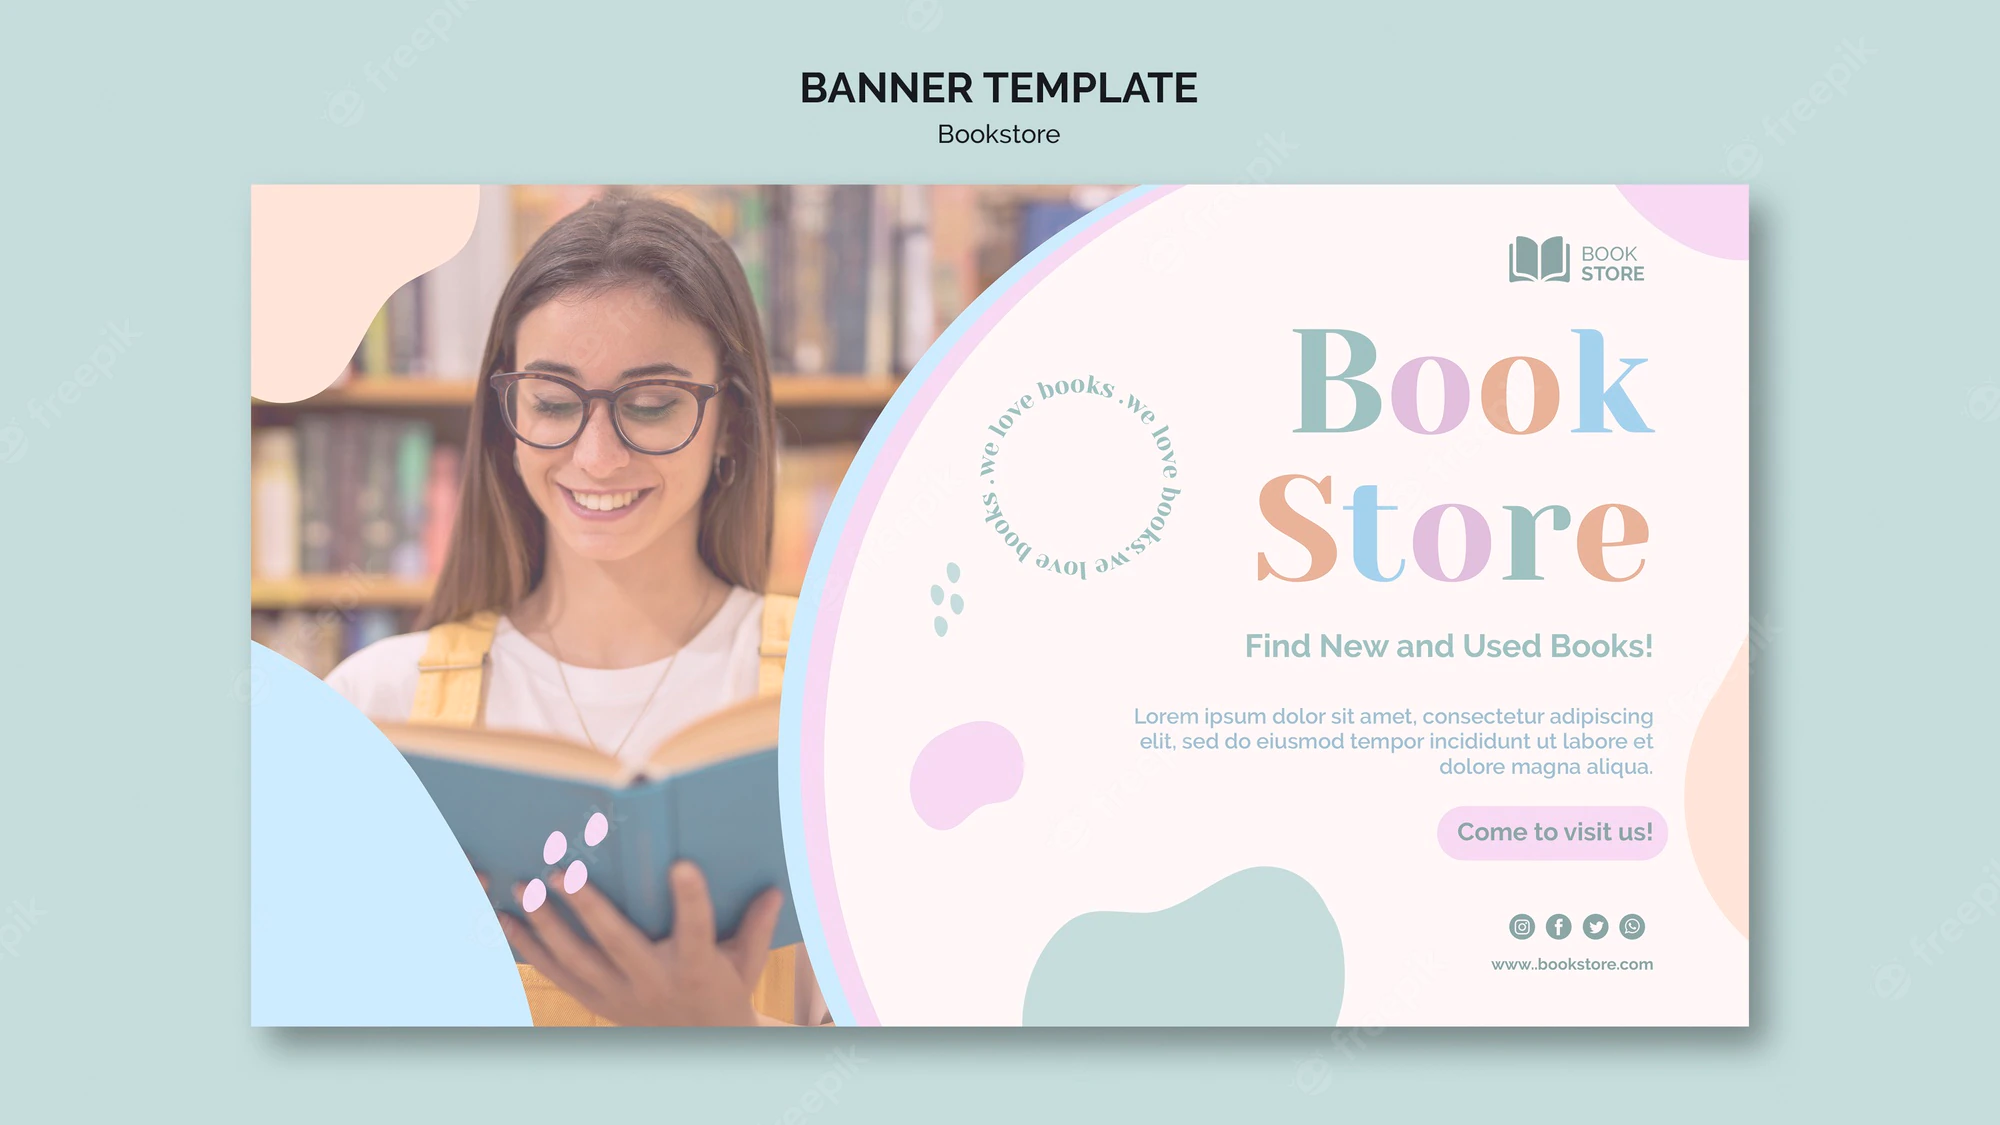 BANNER TEMPLATE
Bookstore
BOOK
STORE
Book
Store
we love books .we love books.we love books .
Find New and Used Books!
Lorem ipsum dolor sit amet, consectetur adipiscing
elit, sed do eiusmod tempor incididunt ut labore et
dolore magna aliqua.
Come to visit us!
www..bookstore.com
freepik